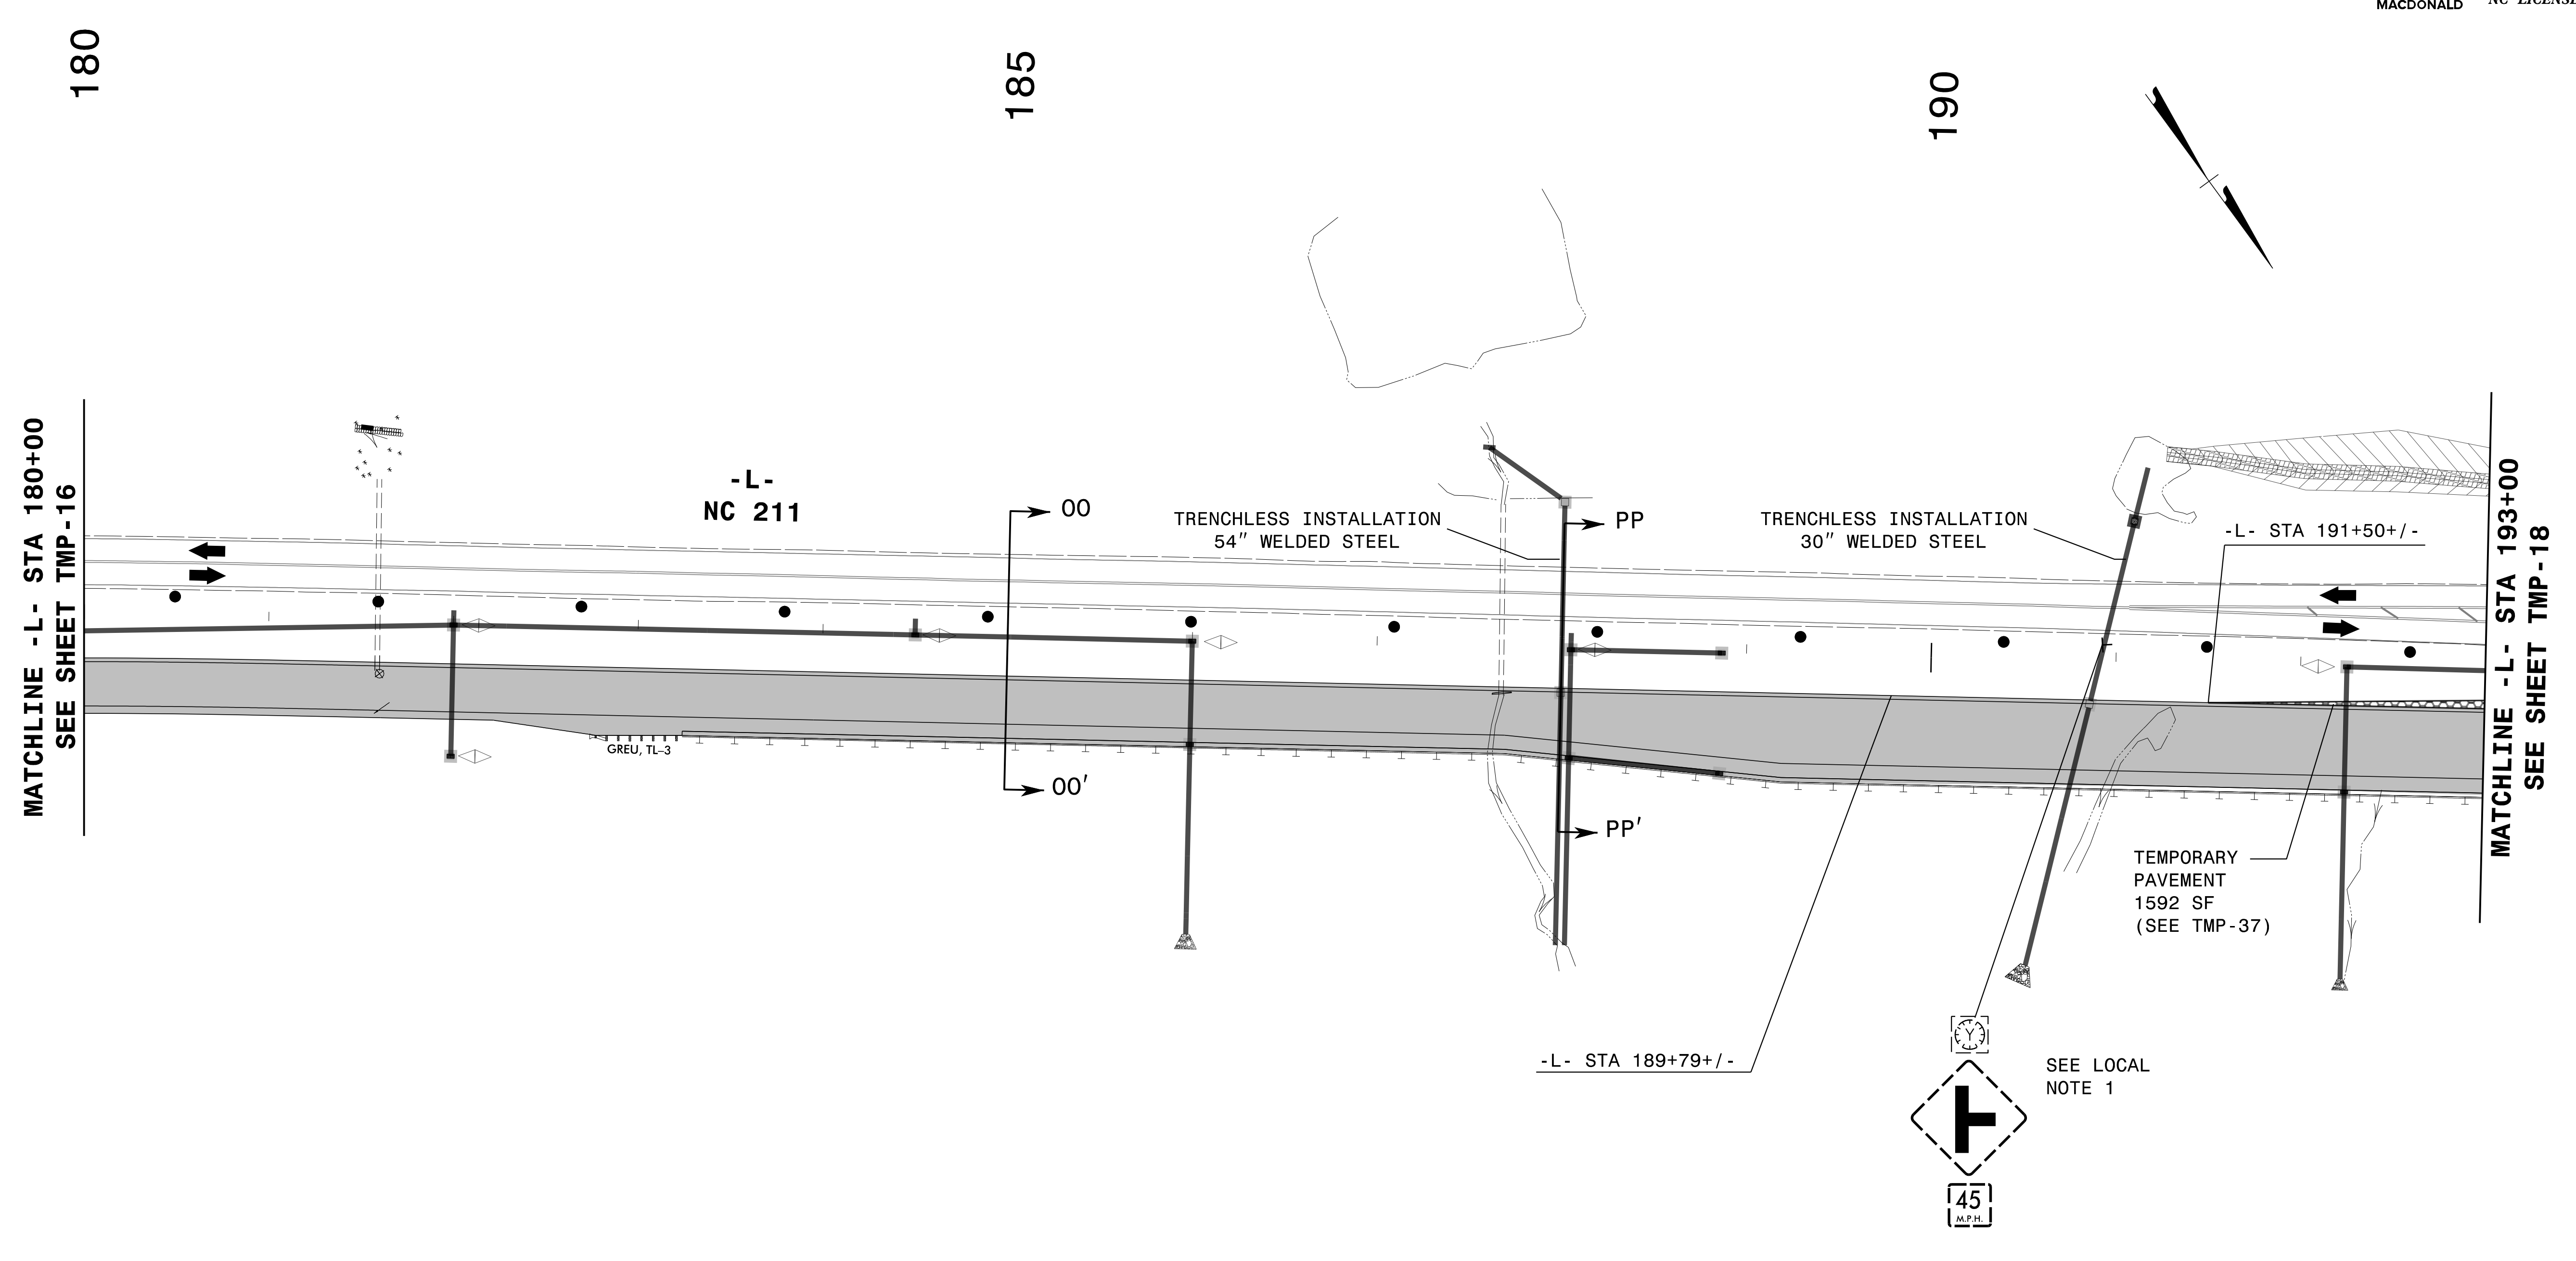 MACDONALD
180
185
190
MATCHLINE -L- STA 180+00
SEE SHEET TMP-16
-L-
NC 211
OO
OO'
GREU, TL-3
TRENCHLESS INSTALLATION
54" WELDED STEEL
PP
PP'
TRENCHLESS INSTALLATION
30" WELDED STEEL
-L- STA 191+50+/-
MATCHLINE -L- STA 193+00
SEE SHEET TMP-18
TEMPORARY
PAVEMENT
1592 SF
(SEE TMP-37)
-L- STA 189+79+/-
Y
SEE LOCAL
NOTE 1
45
M.P.H.